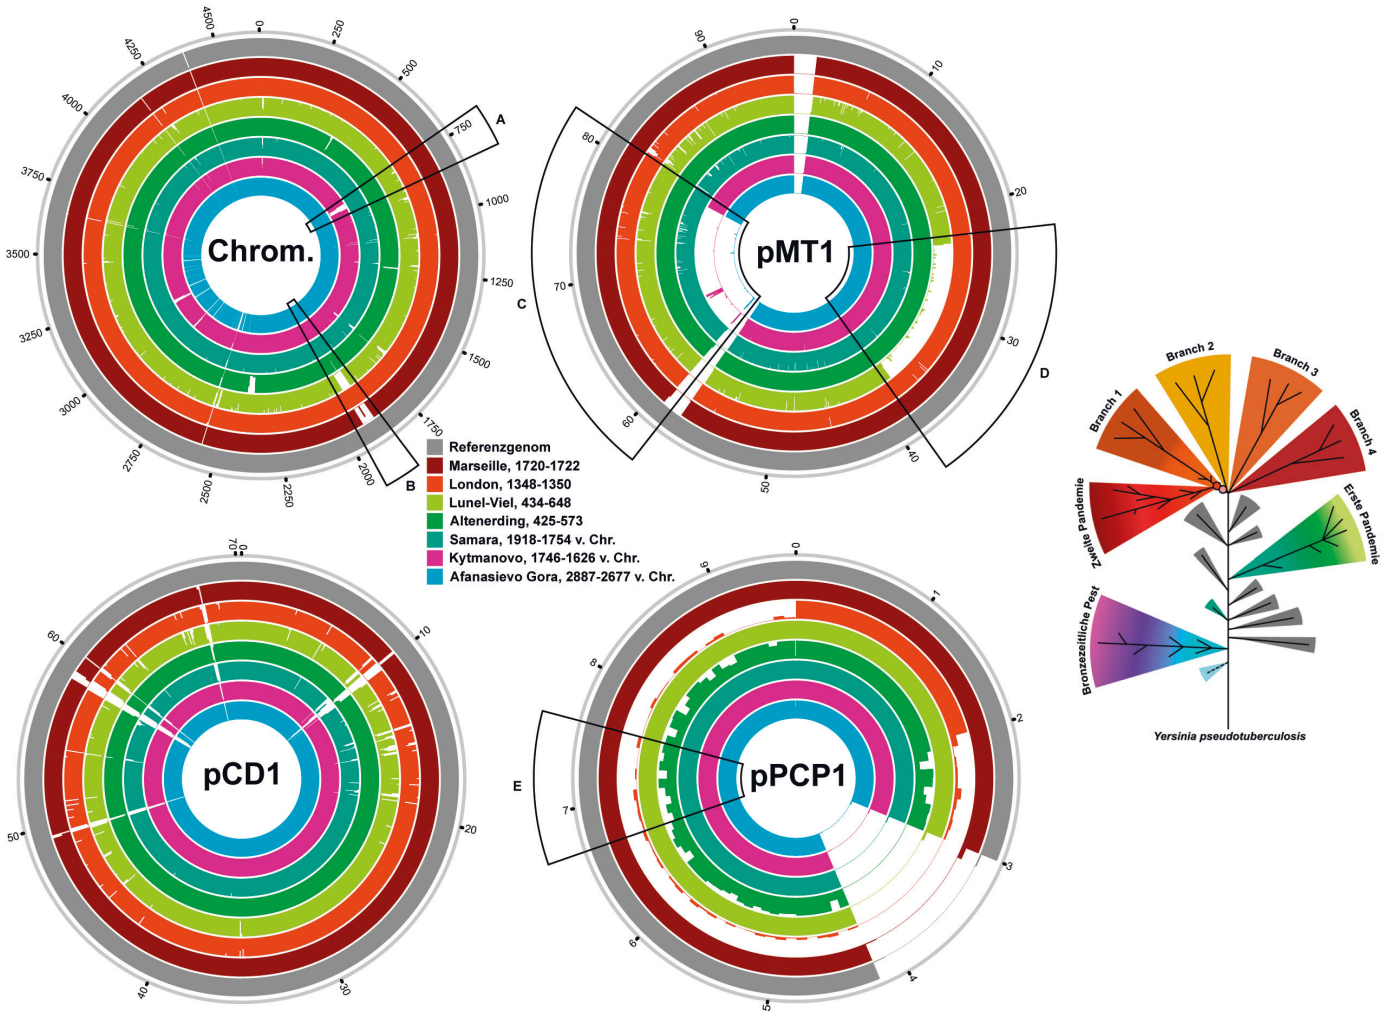 0
250
500
750
1000
1250
1500
1750
2000
2250
2500
2750
3000
3250
3500
3750
4000
4250
4500
A
B
Chrom.
0
10
20
30
40
50
60
70
80
90
C
D
pMT1
Referenzgenom
Marseille, 1720-1722
London, 1348-1350
Lunel-Viel, 434-648
Altenerding, 425-573
Samara, 1918-1754 v. Chr.
Kytmanovo, 1746-1626 v. Chr.
Afanasievo Gora, 2887-2677 v. Chr.
0
10
20
30
40
50
60
70
pCD1
0
1
2
3
4
5
6
7
8
9
E
pPCP1
Branch 1
Branch 2
Branch 3
Branch 4
Zweite Pandemie
Erste Pandemie
Bronzezeitliche Pest
Yersinia pseudotuberculosis